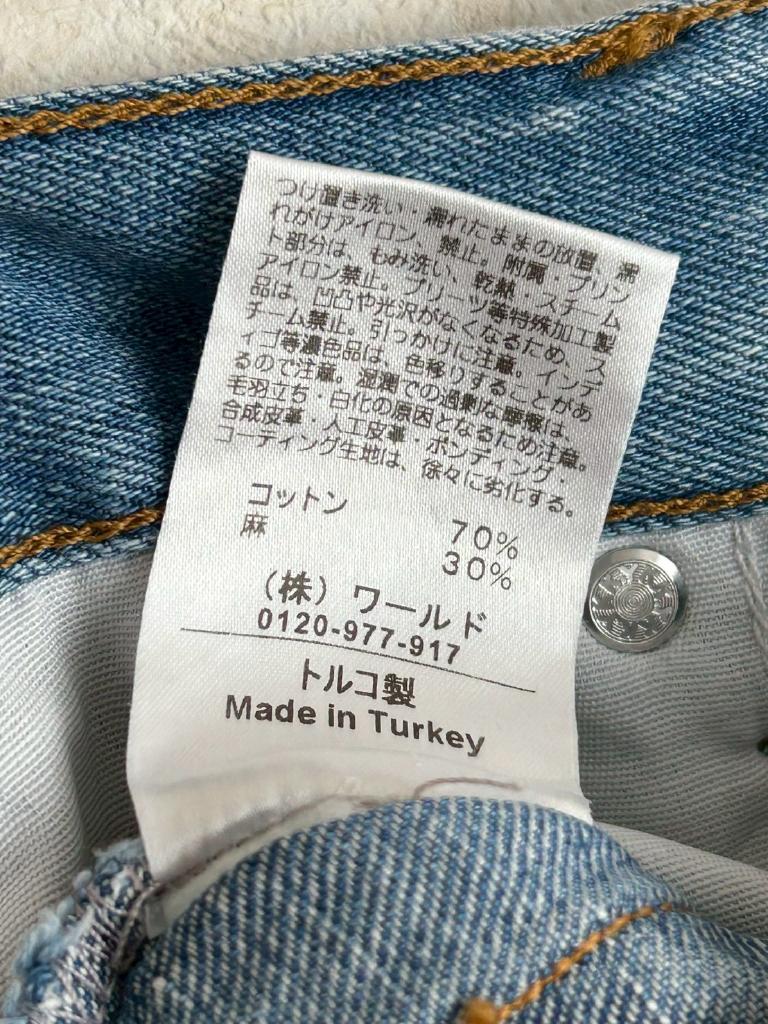 つけ置き洗い・濡れたままの放置、濡
れがけアイロン、禁止。附属・プリン
ト部分は、もみ洗い、乾熱・スチーム
アイロン禁止。プリーツ等特殊加工製
品は、凹凸や光沢がなくなるため、ス
チーム禁止。引っかけに注意。インデ
ィゴ等濃色品は、色移りすることがあ
るので注意。湿潤での過剰な摩擦は、
毛羽立ち・白化の原因となるため注意。
合成皮革・人工皮革・ボンディング・
コーティング生地は、徐々に劣化する。
コットン 70%
麻 30%
（株）ワールド
0120-977-917
トルコ製
Made in Turkey